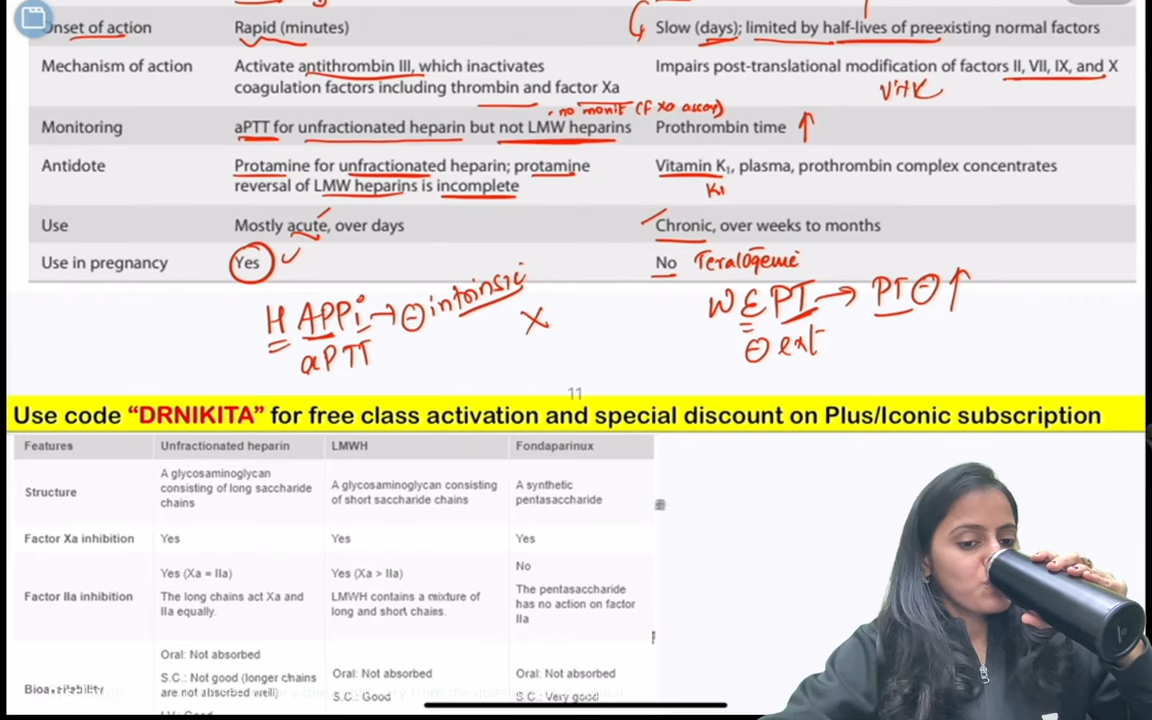 Onset of action Rapid (minutes) Slow (days); limited by half-lives of preexisting normal factors
Mechanism of action Activate antithrombin III, which inactivates Impairs post-translational modification of factors II, VII, IX, and X
coagulation factors including thrombin and factor Xa Vit K
no monit (f Xa assay)
Monitoring aPTT for unfractionated heparin but not LMW heparins Prothrombin time ↑
Antidote Protamine for unfractionated heparin; protamine Vitamin K₁, plasma, prothrombin complex concentrates
reversal of LMW heparins is incomplete K₁
Use Mostly acute, over days Chronic, over weeks to months
Use in pregnancy Yes No Teratogenic
H APPi → ⊖ intrinsic X WEPT → PT ⊖ ↑
aPTT ⊖ ext
11
Use code “DRNIKITA” for free class activation and special discount on Plus/Iconic subscription
Features Unfractionated heparin LMWH Fondaparinux
Structure A glycosaminoglycan consisting of long saccharide chains A glycosaminoglycan consisting of short saccharide chains A synthetic pentasaccharide
Factor Xa inhibition Yes Yes Yes
Factor IIa inhibition Yes (Xa = IIa) Yes (Xa > IIa) No
The long chains act Xa and IIa equally. LMWH contains a mixture of long and short chains. The pentasaccharide has no action on factor IIa
Bioavailability Oral: Not absorbed Oral: Not absorbed Oral: Not absorbed
S.C.: Not good (longer chains are not absorbed well) S.C.: Good S.C: Very good